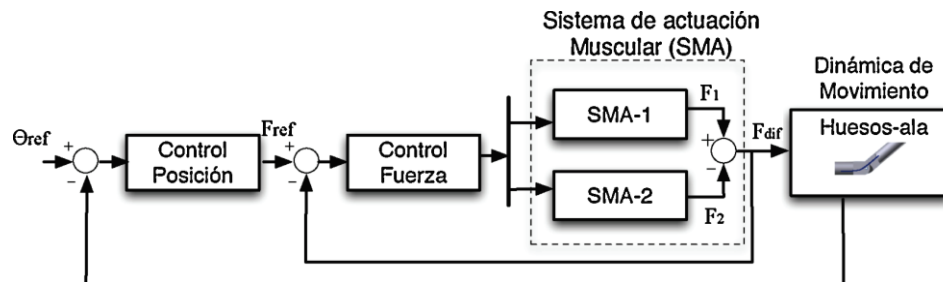 Sistema de actuación
Muscular (SMA)
Dinámica de
Movimiento
Θref
+
-
Control
Posición
Fref
+
-
Control
Fuerza
SMA-1
F1
SMA-2
F2
+
-
Fdif
Huesos-ala